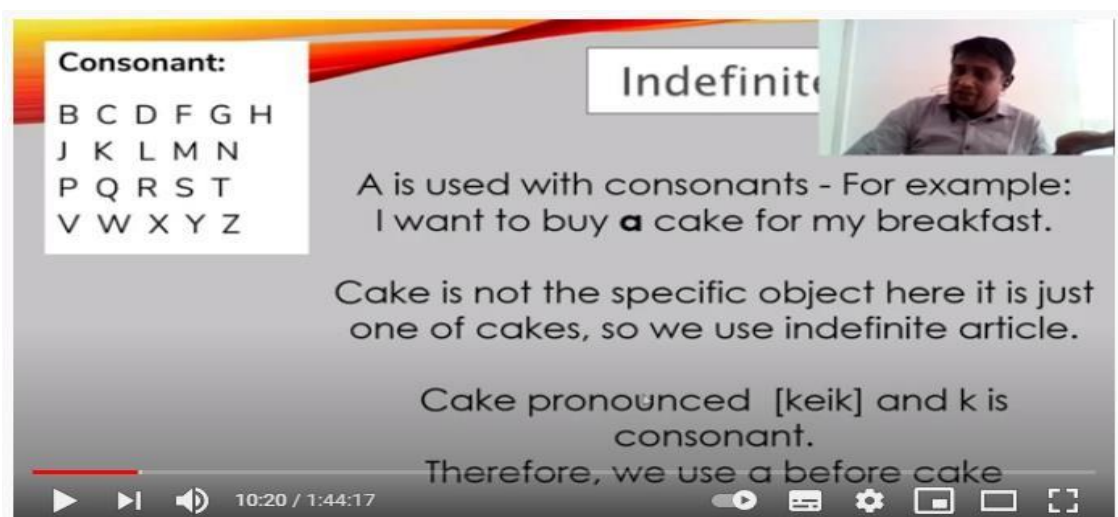 Consonant:
B C D F G H
J K L M N
P Q R S T
V W X Y Z
Indefinite
A is used with consonants - For example:
I want to buy a cake for my breakfast.
Cake is not the specific object here it is just
one of cakes, so we use indefinite article.
Cake pronounced [keik] and k is
consonant.
Therefore, we use a before cake
10:20 / 1:44:17